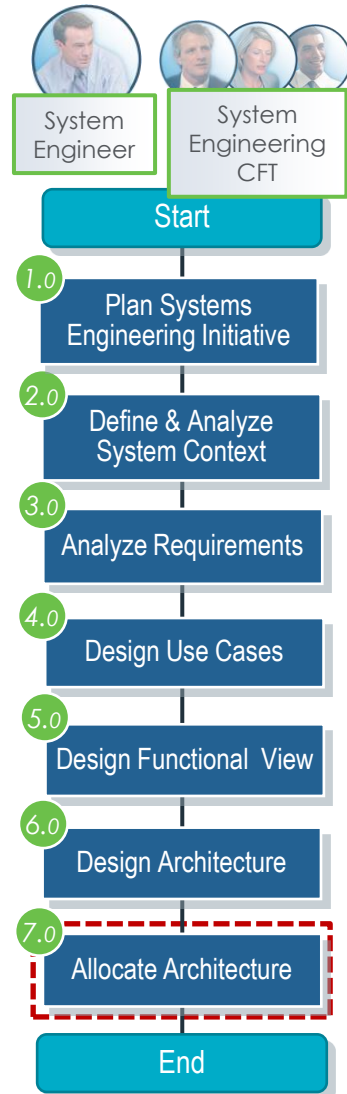 System
Engineer
System
Engineering
CFT
Start
1.0
Plan Systems
Engineering Initiative
2.0
Define & Analyze
System Context
3.0
Analyze Requirements
4.0
Design Use Cases
5.0
Design Functional View
6.0
Design Architecture
7.0
Allocate Architecture
End